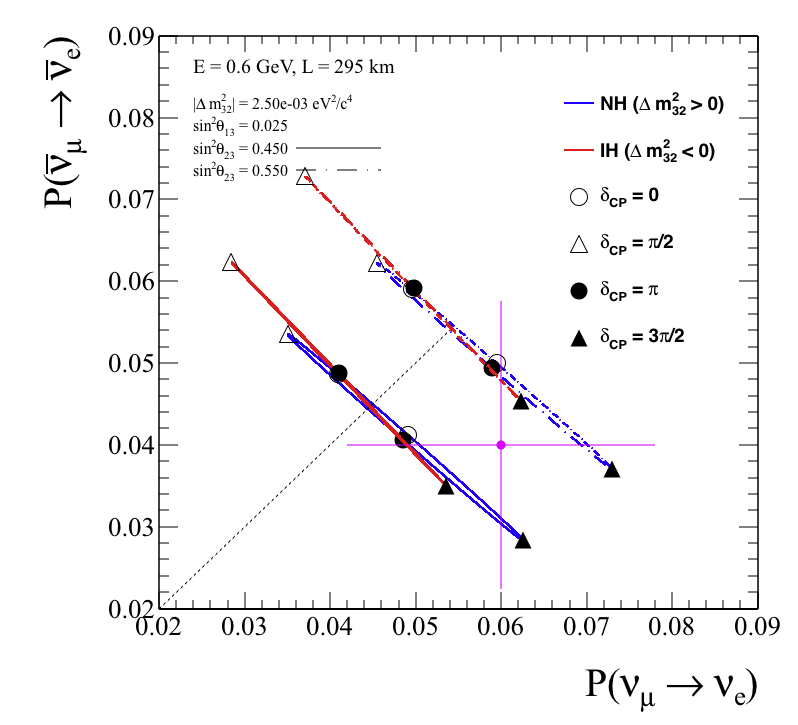 P(ν̄μ → ν̄e)
0.09
0.08
0.07
0.06
0.05
0.04
0.03
0.02
E = 0.6 GeV, L = 295 km
|Δ m²₃₂| = 2.50e-03 eV²/c⁴
sin²θ₁₃ = 0.025
sin²θ₂₃ = 0.450
sin²θ₂₃ = 0.550
NH (Δ m²₃₂ > 0)
IH (Δ m²₃₂ < 0)
δCP = 0
δCP = π/2
δCP = π
δCP = 3π/2
0.02 0.03 0.04 0.05 0.06 0.07 0.08 0.09
P(νμ → νe)